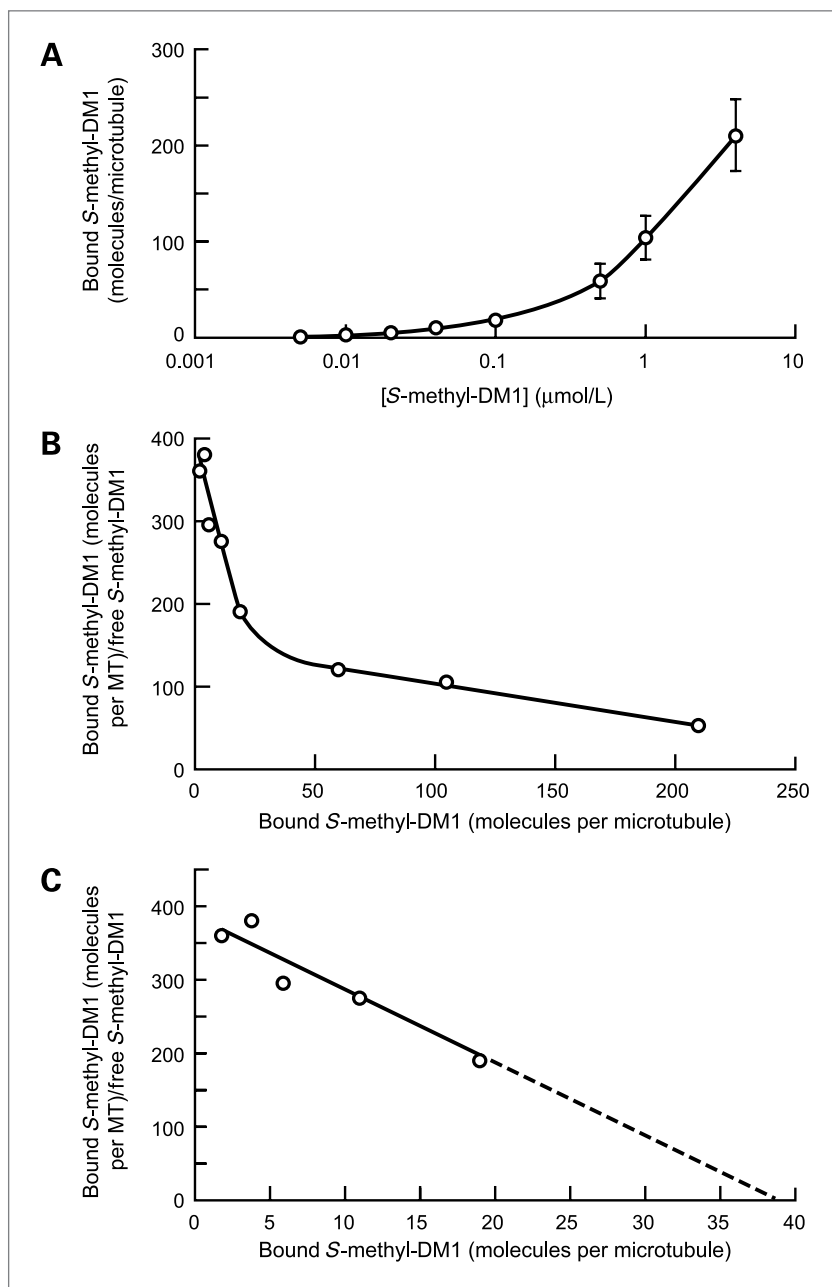 A
Bound S-methyl-DM1
(molecules/microtubule)
300
200
100
0
0.001 0.01 0.1 1 10
[S-methyl-DM1] (μmol/L)
B
Bound S-methyl-DM1 (molecules
per MT)/free S-methyl-DM1
400
300
200
100
0
0 50 100 150 200 250
Bound S-methyl-DM1 (molecules per microtubule)
C
Bound S-methyl-DM1 (molecules
per MT)/free S-methyl-DM1
400
300
200
100
0
0 5 10 15 20 25 30 35 40
Bound S-methyl-DM1 (molecules per microtubule)